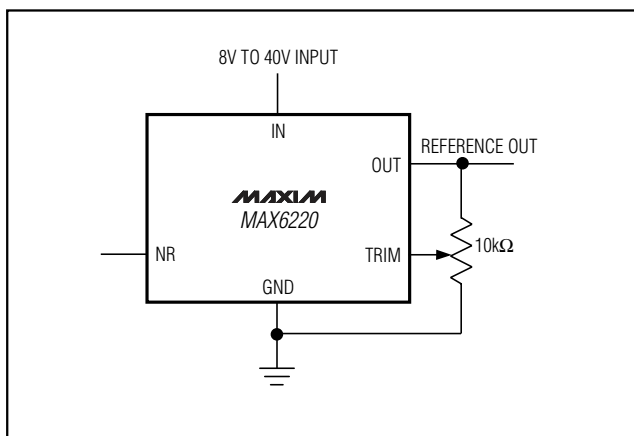 8V TO 40V INPUT
IN
REFERENCE OUT
OUT
MAXIM
MAX6220
NR
TRIM
10kΩ
GND